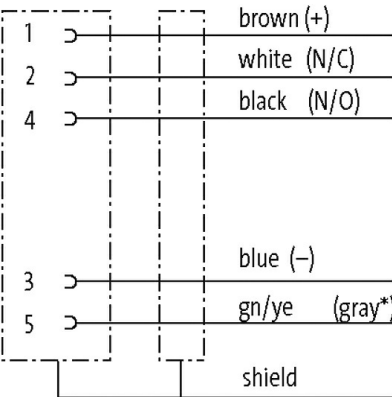 1 brown (+)
2 white (N/C)
4 black (N/O)
3 blue (–)
5 gn/ye (gray*)
shield